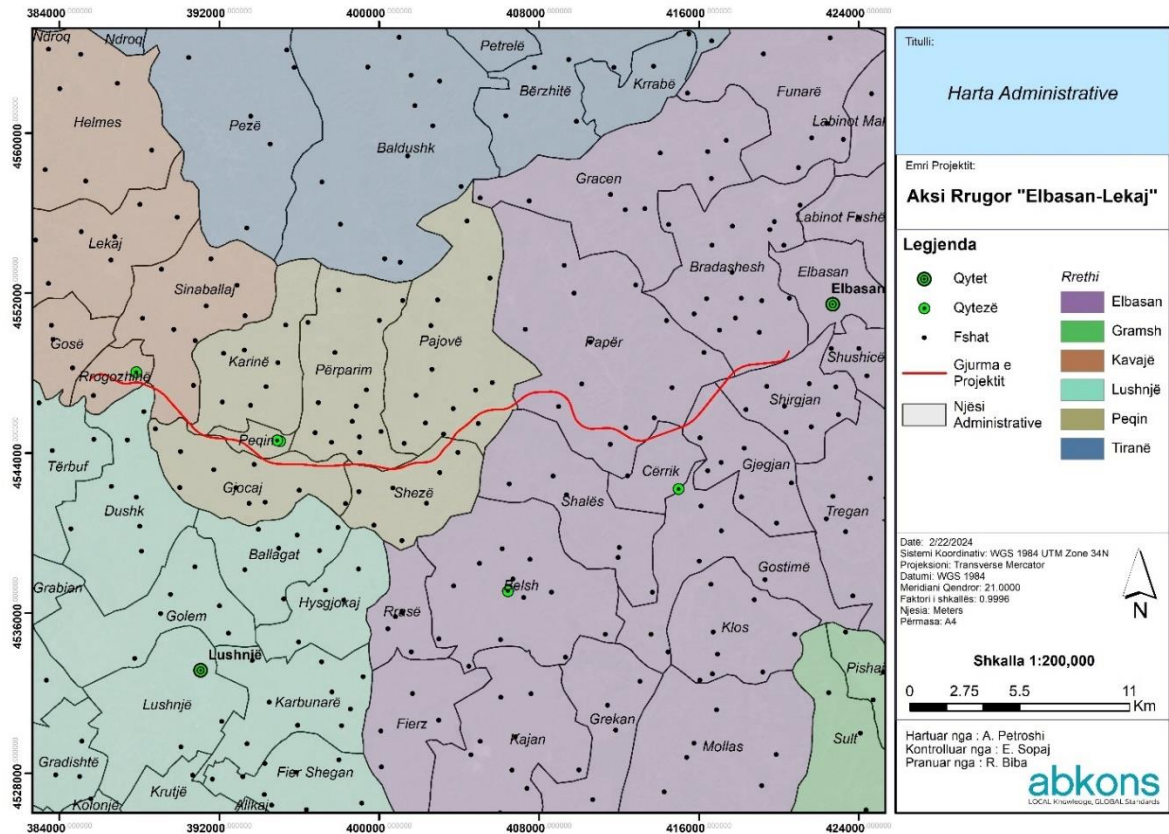 384000 392000 400000 408000 416000 424000
Ndroq
Ndroq
Petrelë
Krrabë
Bërzhitë
Funarë
Helmes
Pezë
Labinot Mal
Baldushk
4560000
Gracen
Labinot Fushë
Lekaj
Bradashesh
Elbasan
Sinaballaj
Elbasan
4552000
Gosë
Pajovë
Papër
Karinë
Përparim
Shushicë
Rrogozhinë
Shirgjan
Peqin
4544000
Tërbuf
Cërrik
Gjegjan
Gjocaj
Shezë
Shalës
Dushk
Tregan
Ballagat
Gostimë
Grabian
Belsh
Hysgjokaj
Rrasë
Golem
4536000
Klos
Lushnjë
Pishaj
Lushnjë
Karbunarë
Grekan
Fierz
Kajan
Mollas
Sult
Gradishtë
Fier Shegan
4528000
Krutjë
Kolonje
Allkaj
384000 392000 400000 408000 416000 424000
Titulli:
Harta Administrative
Emri Projektit:
Aksi Rrugor "Elbasan-Lekaj"
Legjenda
Qytet
Qytezë
Fshat
Gjurma e
Projektit
Njësi
Administrative
Rrethi
Elbasan
Gramsh
Kavajë
Lushnjë
Peqin
Tiranë
Datë: 2/22/2024
Sistemi Koordinativ: WGS 1984 UTM Zone 34N
Projeksioni: Transverse Mercator
Datumi: WGS 1984
Meridiani Qendror: 21.0000
Faktori i shkallës: 0.9996
Njesia: Meters
Përmasa: A4
N
Shkalla 1:200,000
0 2.75 5.5 11
Km
Hartuar nga : A. Petroshi
Kontrolluar nga : E. Sopaj
Pranuar nga : R. Biba
abkons
LOCAL Knowledge, GLOBAL Standards